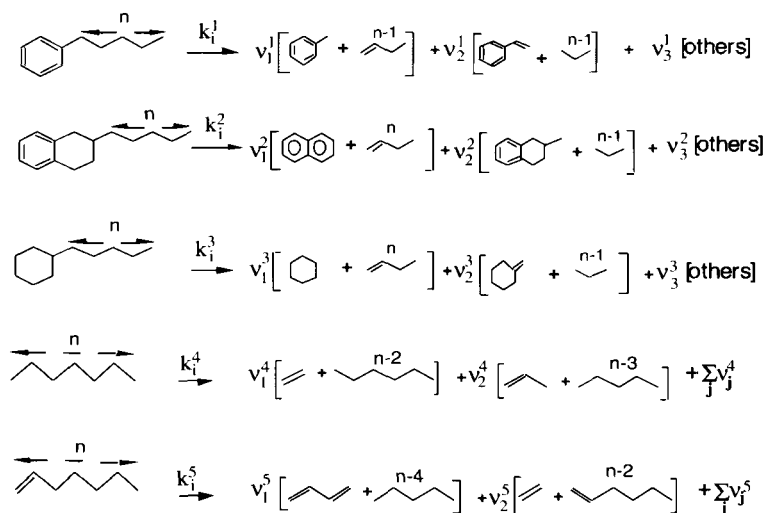 n k_i^1 ν_1^1 [ + n-1 ] + ν_2^1 [ + n-1 ] + ν_3^1 [others]
n k_i^2 ν_1^2 [ + n ] + ν_2^2 [ + n-1 ] + ν_3^2 [others]
n k_i^3 ν_1^3 [ + n ] + ν_2^3 [ + n-1 ] + ν_3^3 [others]
n k_i^4 ν_1^4 [ + n-2 ] + ν_2^4 [ + n-3 ] + Σ_j ν_j^4
n k_i^5 ν_1^5 [ + n-4 ] + ν_2^5 [ + n-2 ] + Σ_j ν_j^5